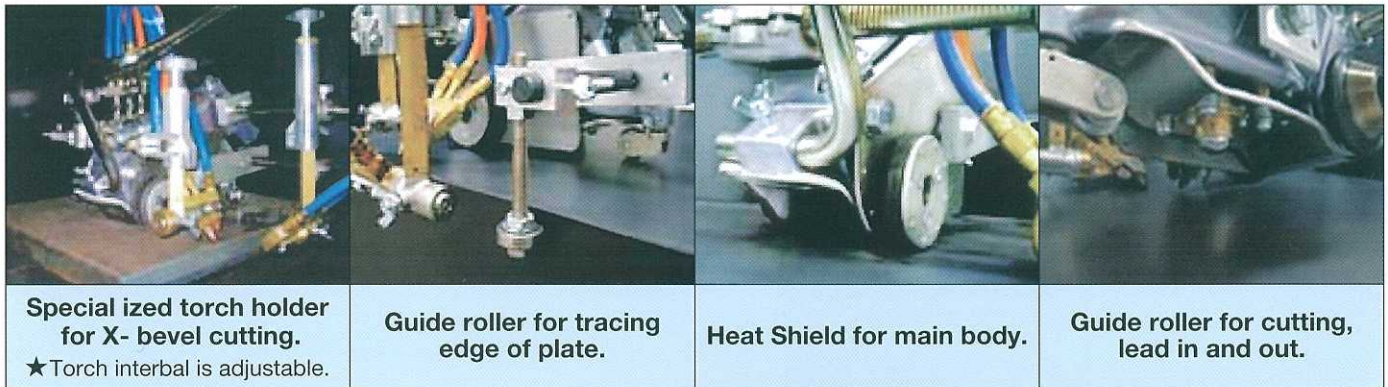 Special ized torch holder
for X- bevel cutting.
★Torch interbal is adjustable.
Guide roller for tracing
edge of plate.
Heat Shield for main body.
Guide roller for cutting,
lead in and out.